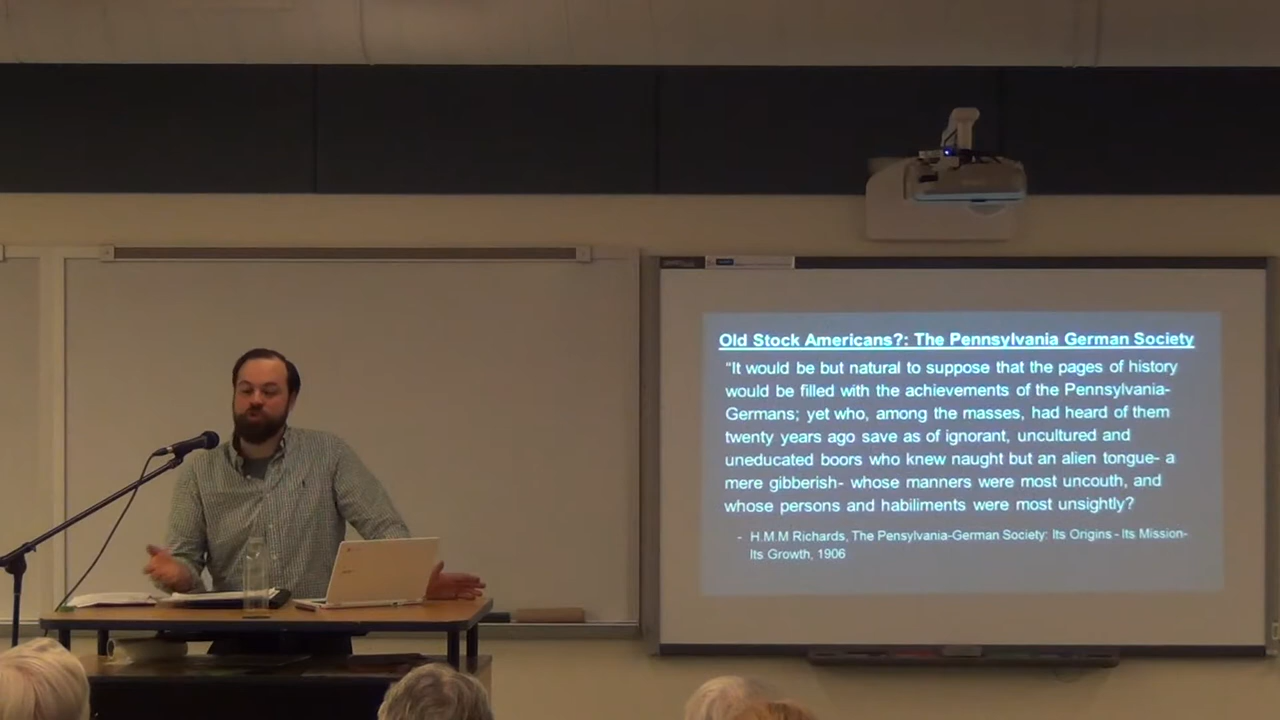 Old Stock Americans?: The Pennsylvania German Society
"It would be but natural to suppose that the pages of history
would be filled with the achievements of the Pennsylvania-
Germans; yet who, among the masses, had heard of them
twenty years ago save as of ignorant, uncultured and
uneducated boors who knew naught but an alien tongue- a
mere gibberish- whose manners were most uncouth, and
whose persons and habiliments were most unsightly?
- H.M.M Richards, The Pensylvania-German Society: Its Origins - Its Mission-
Its Growth, 1906